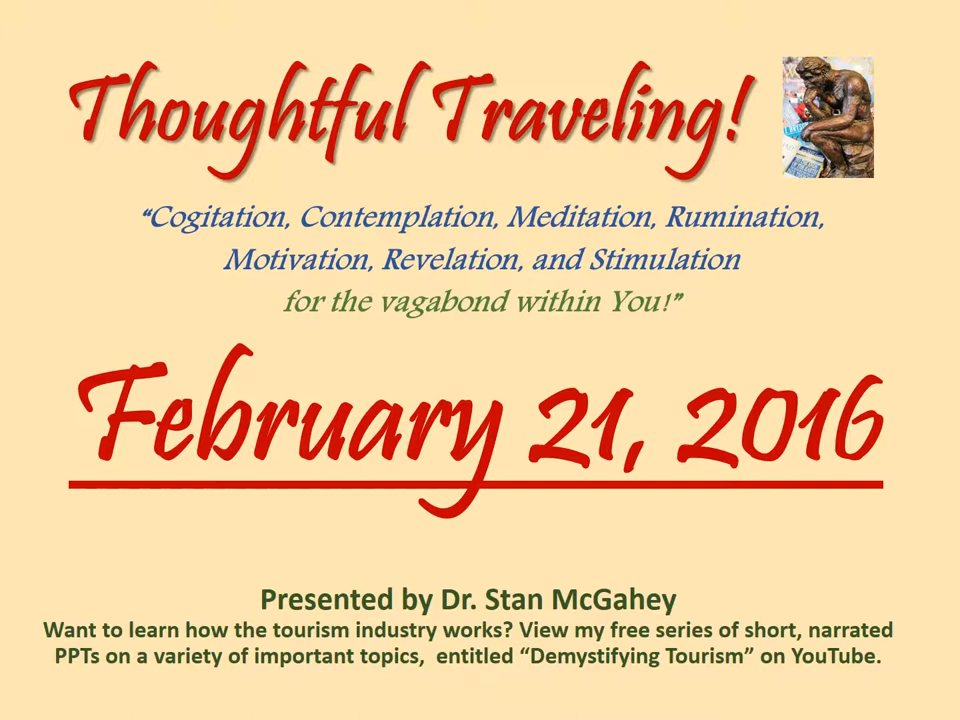 Thoughtful Traveling!
“Cogitation, Contemplation, Meditation, Rumination,
Motivation, Revelation, and Stimulation
for the vagabond within You!”
February 21, 2016
Presented by Dr. Stan McGahey
Want to learn how the tourism industry works? View my free series of short, narrated
PPTs on a variety of important topics,  entitled “Demystifying Tourism” on YouTube.